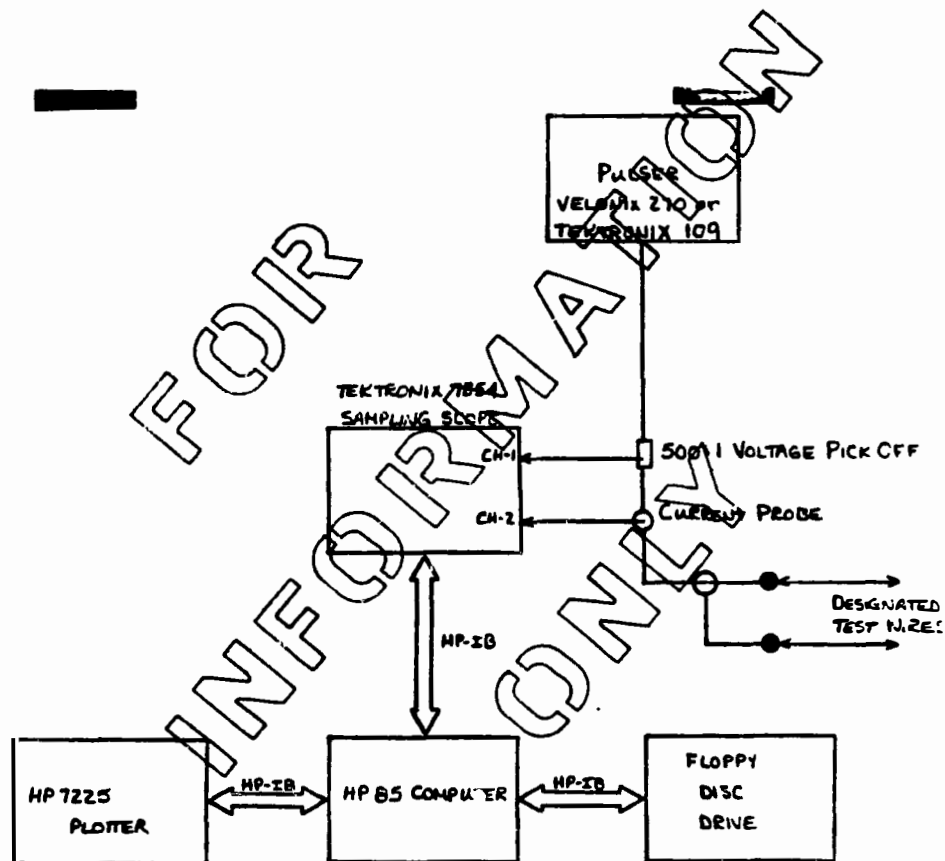 PULSER
VELONIX 270 or
TEKTRONIX 109
FOR
INFORMATION
ONLY
TEKTRONIX 7854
SAMPLING SCOPE
CH-1
500:1 VOLTAGE PICK OFF
CH-2
CURRENT PROBE
DESIGNATED
TEST
HP-IB
HP 7225
PLOTTER
HP-IB
HP 85 COMPUTER
HP-IB
FLOPPY
DISC
DRIVE